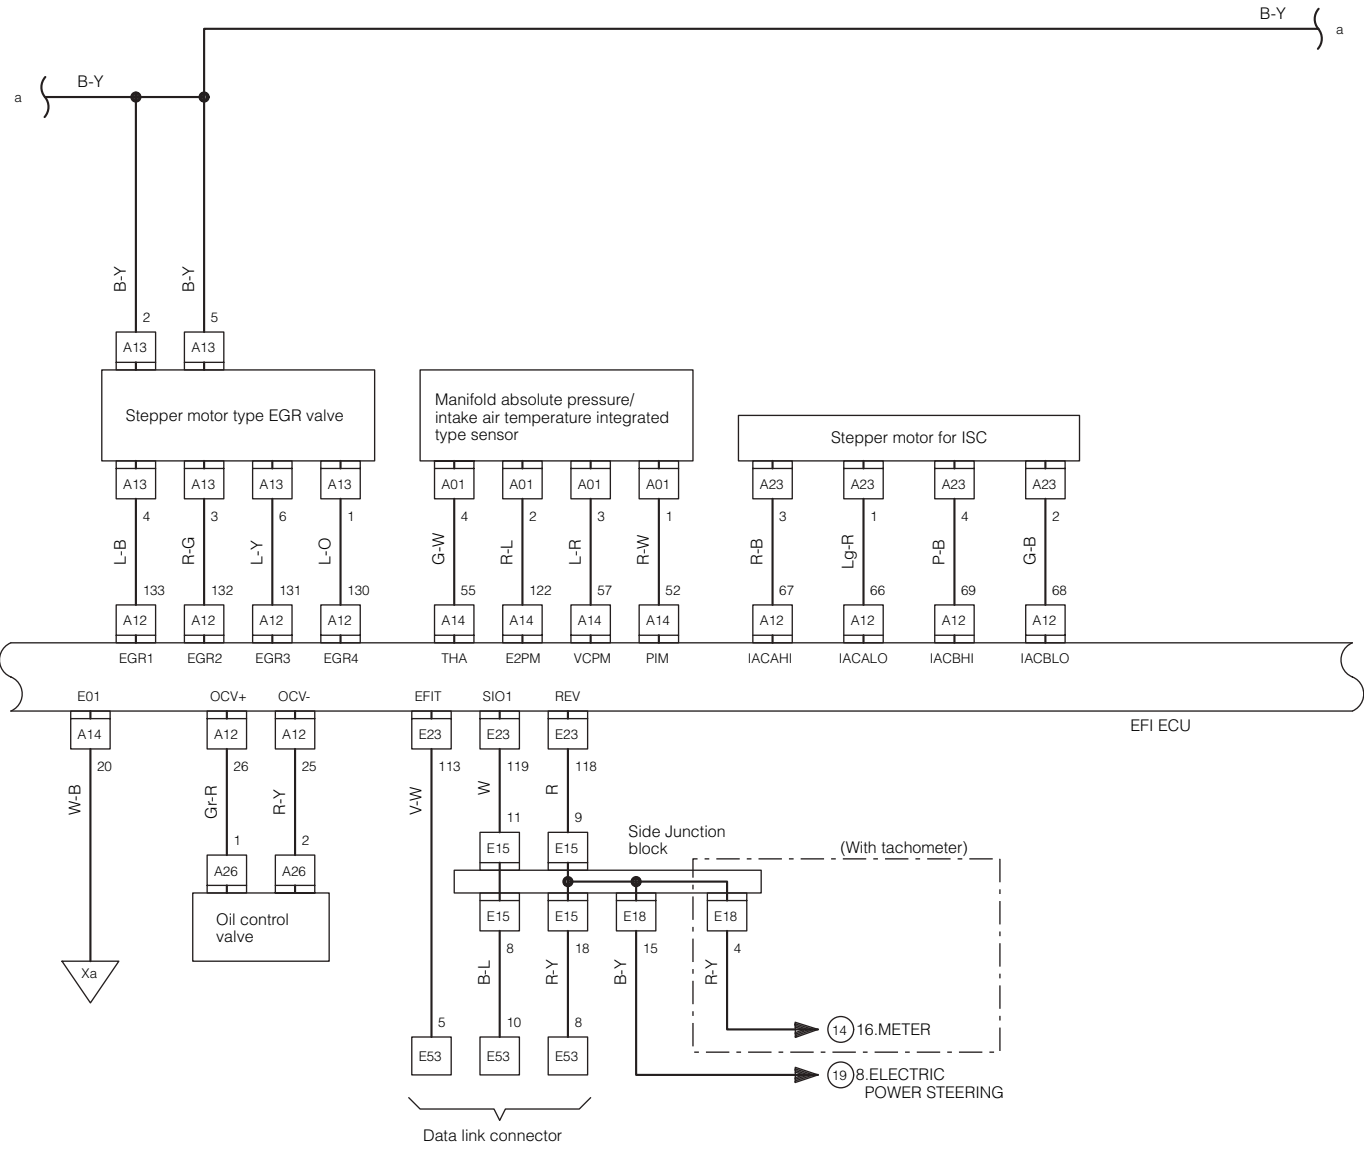 B-Y
a
a
B-Y
B-Y
B-Y
2
5
A13
A13
Stepper motor type EGR valve
Manifold absolute pressure/
intake air temperature integrated
type sensor
Stepper motor for ISC
A13
A13
A13
A13
A01
A01
A01
A01
A23
A23
A23
A23
4
3
6
1
4
2
3
1
3
1
4
2
L-B
R-G
L-Y
L-O
G-W
R-L
L-R
R-W
R-B
Lg-R
P-B
G-B
133
132
131
130
55
122
57
52
67
66
69
68
A12
A12
A12
A12
A14
A14
A14
A14
A12
A12
A12
A12
EGR1
EGR2
EGR3
EGR4
THA
E2PM
VCPM
PIM
IACAHI
IACALO
IACBHI
IACBLO
E01
OCV+
OCV-
EFIT
SIO1
REV
EFI ECU
A14
A12
A12
E23
E23
E23
20
26
25
113
119
118
W-B
Gr-R
R-Y
V-W
W
R
11
9
Side Junction
block
(With tachometer)
1
2
E15
E15
A26
A26
Oil control
valve
E15
E15
E18
E18
8
18
15
4
B-L
R-Y
B-Y
R-Y
Xa
5
10
8
14 16.METER
E53
E53
E53
19 8.ELECTRIC
POWER STEERING
Data link connector